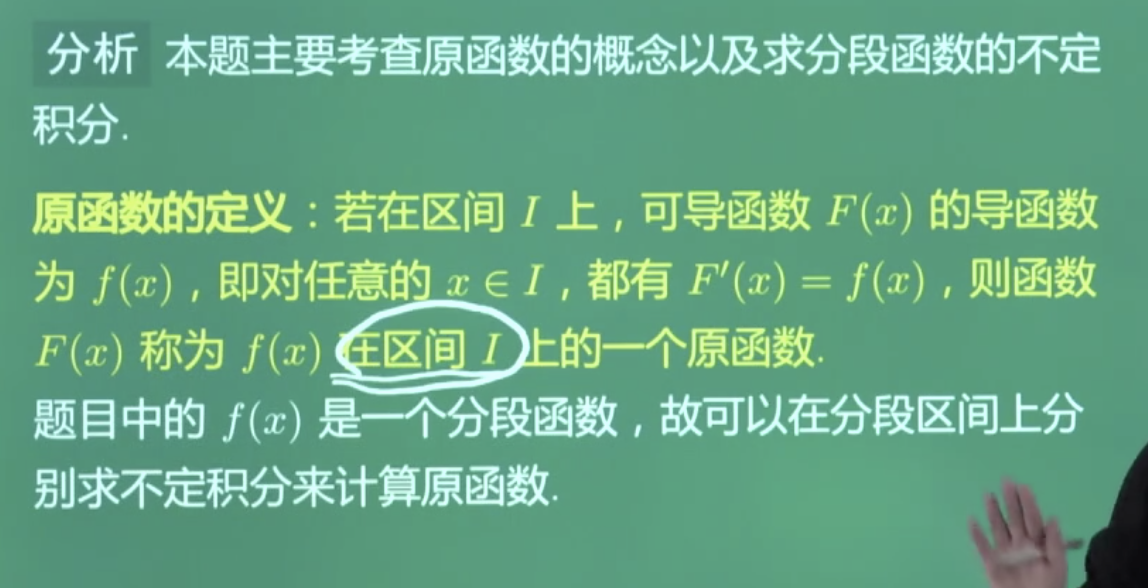 分析 本题主要考查原函数的概念以及求分段函数的不定
积分.
原函数的定义：若在区间 I 上，可导函数 F(x) 的导函数
为 f(x)，即对任意的 x ∈ I，都有 F′(x) = f(x)，则函数
F(x) 称为 f(x) 在区间 I 上的一个原函数.
题目中的 f(x) 是一个分段函数，故可以在分段区间上分
别求不定积分来计算原函数.